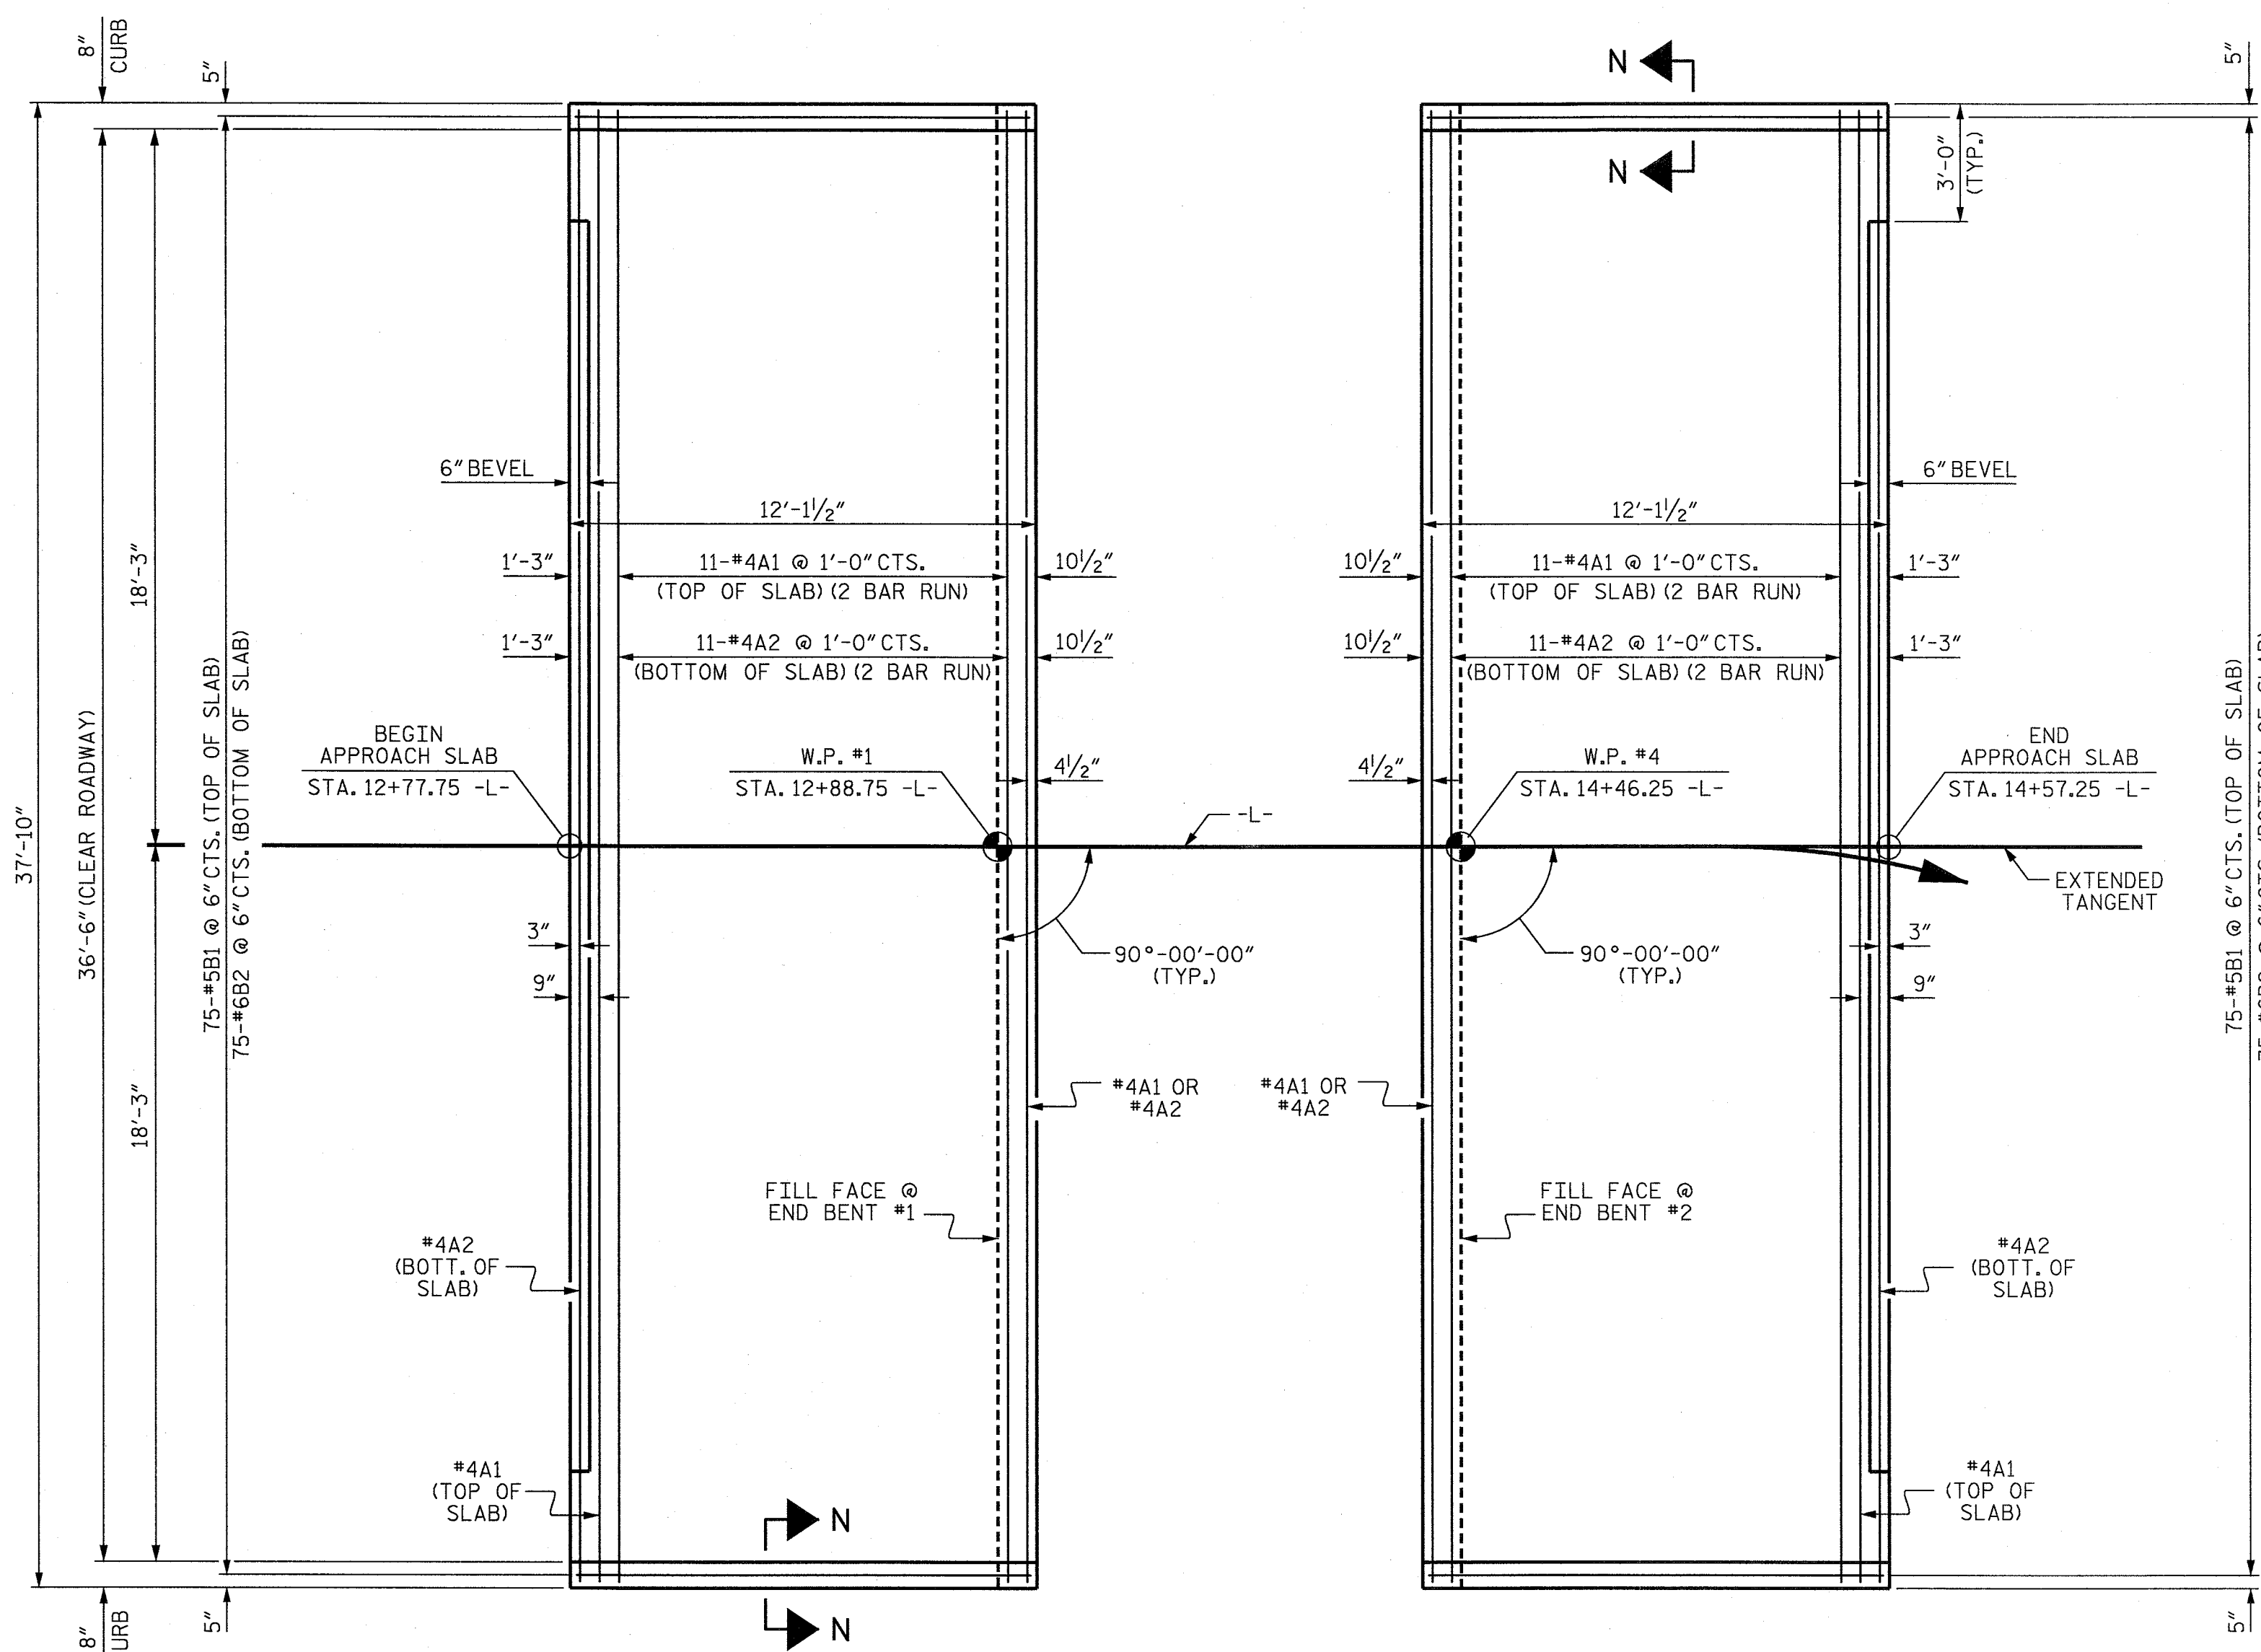 8"
CURB
5"
37'-10"
36'-6" (CLEAR ROADWAY)
18'-3"
18'-3"
75-#5B1 @ 6" CTS. (TOP OF SLAB)
75-#6B2 @ 6" CTS. (BOTTOM OF SLAB)
8"
URB
5"
6" BEVEL
12'-1½"
1'-3"
11-#4A1 @ 1'-0" CTS.
(TOP OF SLAB) (2 BAR RUN)
10½"
1'-3"
11-#4A2 @ 1'-0" CTS.
(BOTTOM OF SLAB) (2 BAR RUN)
10½"
BEGIN
APPROACH SLAB
STA. 12+77.75 -L-
W.P. #1
STA. 12+88.75 -L-
4½"
-L-
3"
9"
90°-00'-00"
(TYP.)
#4A1 OR
#4A2
FILL FACE @
END BENT #1
#4A2
(BOTT. OF
SLAB)
#4A1
(TOP OF
SLAB)
N
N
N
N
5"
3'-0"
(TYP.)
6" BEVEL
12'-1½"
10½"
11-#4A1 @ 1'-0" CTS.
(TOP OF SLAB) (2 BAR RUN)
1'-3"
10½"
11-#4A2 @ 1'-0" CTS.
(BOTTOM OF SLAB) (2 BAR RUN)
1'-3"
4½"
W.P. #4
STA. 14+46.25 -L-
END
APPROACH SLAB
STA. 14+57.25 -L-
EXTENDED
TANGENT
3"
9"
90°-00'-00"
(TYP.)
#4A1 OR
#4A2
FILL FACE @
END BENT #2
#4A2
(BOTT. OF
SLAB)
#4A1
(TOP OF
SLAB)
75-#5B1 @ 6" CTS. (TOP OF SLAB)
5"